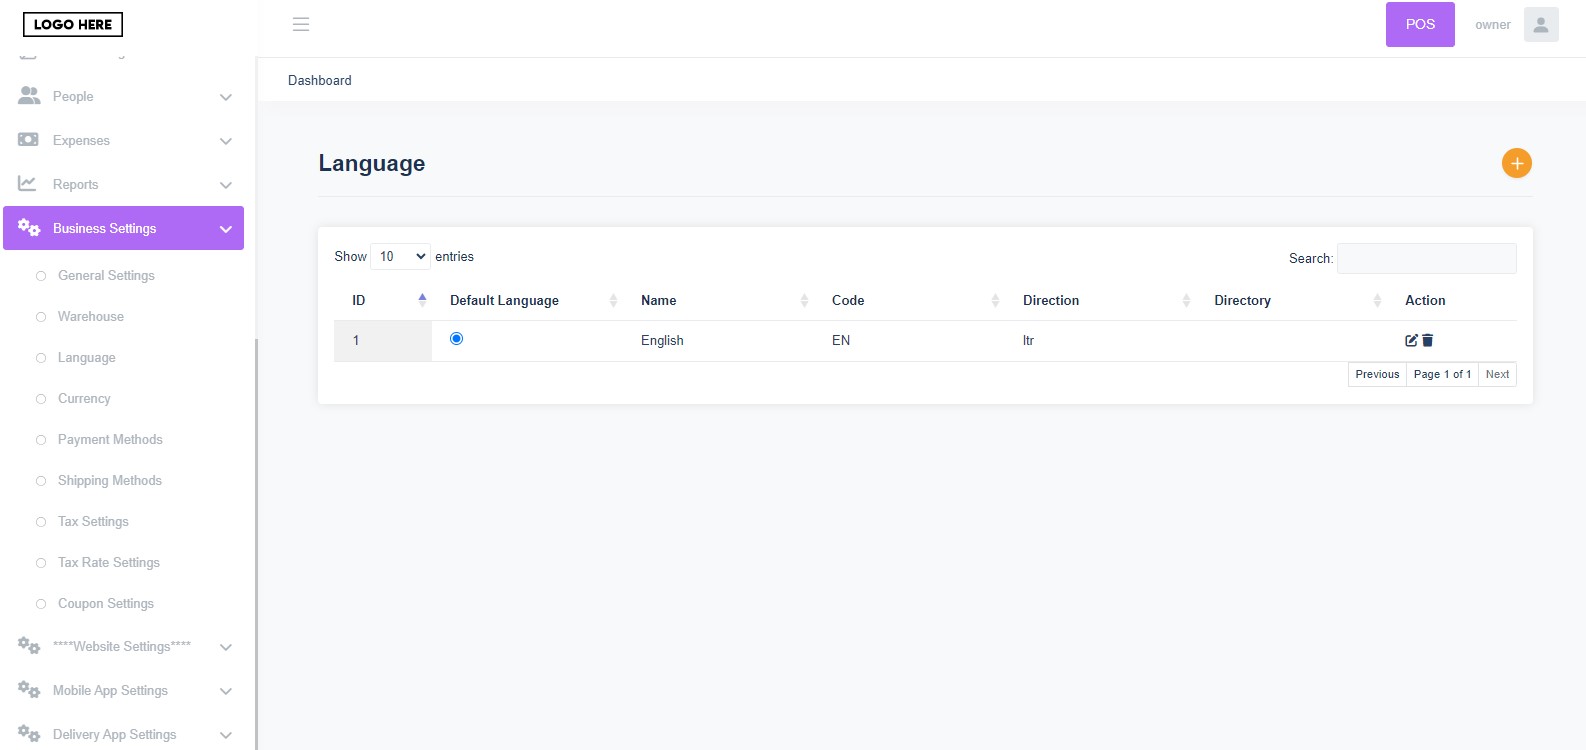 LOGO HERE
POS
owner
Dashboard
People
Expenses
Reports
Business Settings
General Settings
Warehouse
Language
Currency
Payment Methods
Shipping Methods
Tax Settings
Tax Rate Settings
Coupon Settings
****Website Settings****
Mobile App Settings
Delivery App Settings
Language
Show 10 entries
Search:
ID Default Language Name Code Direction Directory Action
1 English EN ltr
Previous Page 1 of 1 Next